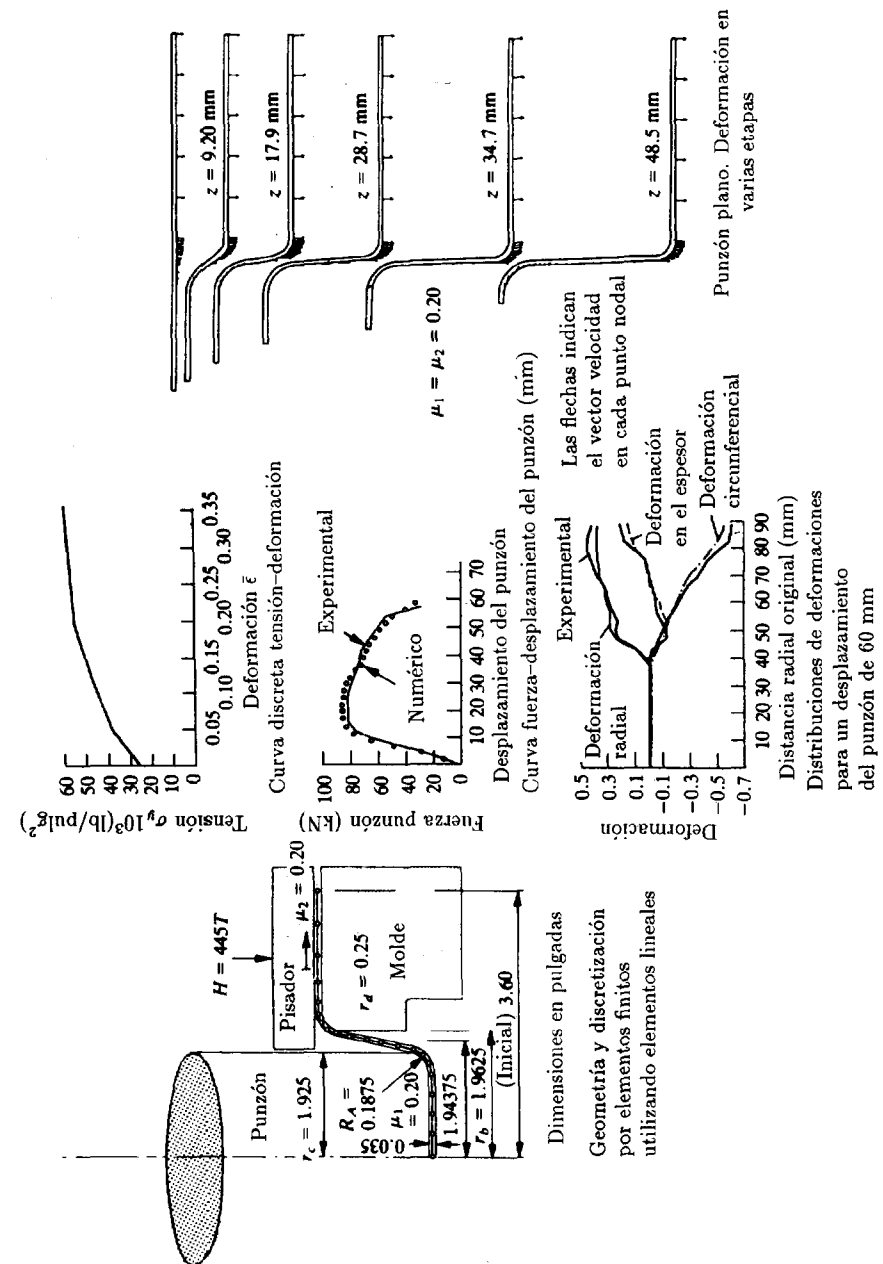 H = 445T
Punzón
Pisador
μ₂ = 0.20
r_c = 1.925
R_A =
0.1875
μ₁
= 0.20
r_d = 0.25
Molde
0.035
1.94375
r_b = 1.9625
(Inicial) 3.60
Dimensiones en pulgadas
Geometría y discretización
por elementos finitos
utilizando elementos lineales
Tensión σ_y 10³(lb/pulg²)
60
50
40
30
20
10
0
0.05
0.10
0.15
0.20
0.25
0.30
0.35
Deformación ε̄
Curva discreta tensión–deformación
Fuerza punzón (kN)
100
80
60
40
20
0
Experimental
Numérico
10 20 30 40 50 60 70
Desplazamiento del punzón
Curva fuerza–desplazamiento del punzón (mm)
Deformación
0.5
0.3
0.1
−0.1
−0.3
−0.5
−0.7
Deformación
radial
Experimental
Deformación
en el espesor
Deformación
circunferencial
10 20 30 40 50 60 70 80 90
Distancia radial original (mm)
Distribuciones de deformaciones
para un desplazamiento
del punzón de 60 mm
z = 9.20 mm
z = 17.9 mm
z = 28.7 mm
z = 34.7 mm
z = 48.5 mm
μ₁ = μ₂ = 0.20
Las flechas indican
el vector velocidad
en cada punto nodal
Punzón plano. Deformación en
varias etapas